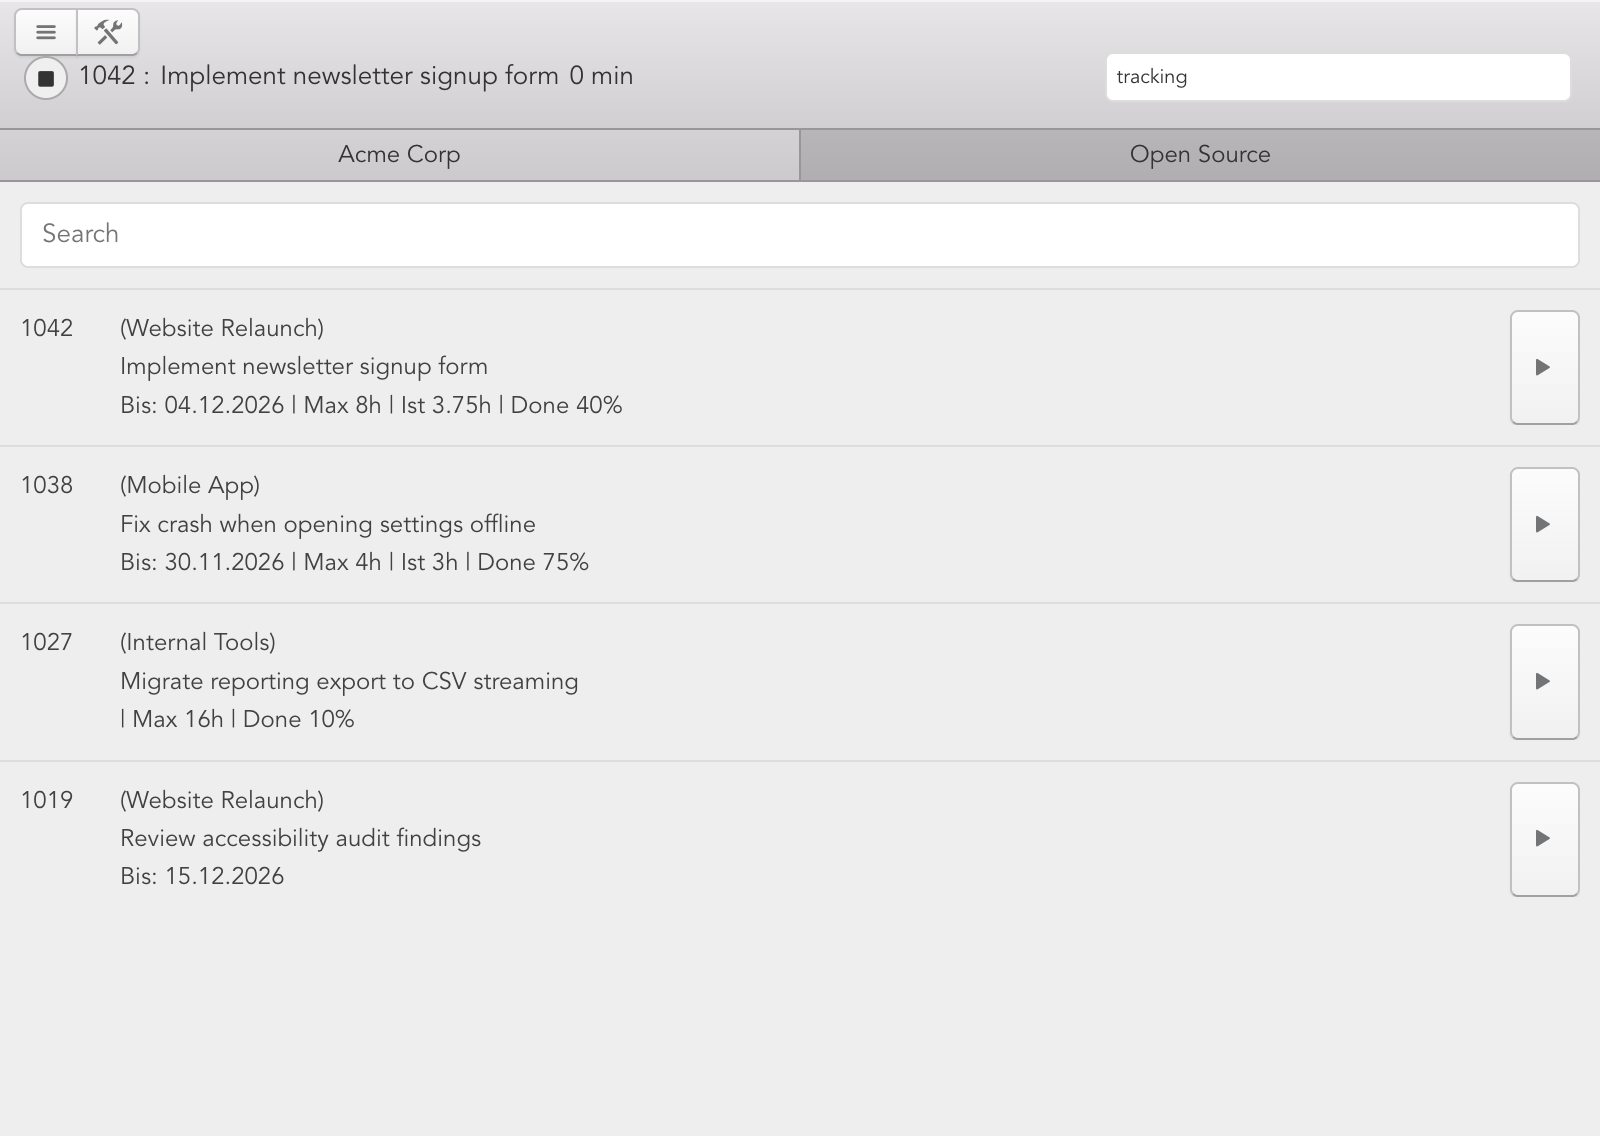 1042 : Implement newsletter signup form 0 min
tracking
Acme Corp
Open Source
Search
1042
(Website Relaunch)
Implement newsletter signup form
Bis: 04.12.2026 | Max 8h | Ist 3.75h | Done 40%
1038
(Mobile App)
Fix crash when opening settings offline
Bis: 30.11.2026 | Max 4h | Ist 3h | Done 75%
1027
(Internal Tools)
Migrate reporting export to CSV streaming
| Max 16h | Done 10%
1019
(Website Relaunch)
Review accessibility audit findings
Bis: 15.12.2026